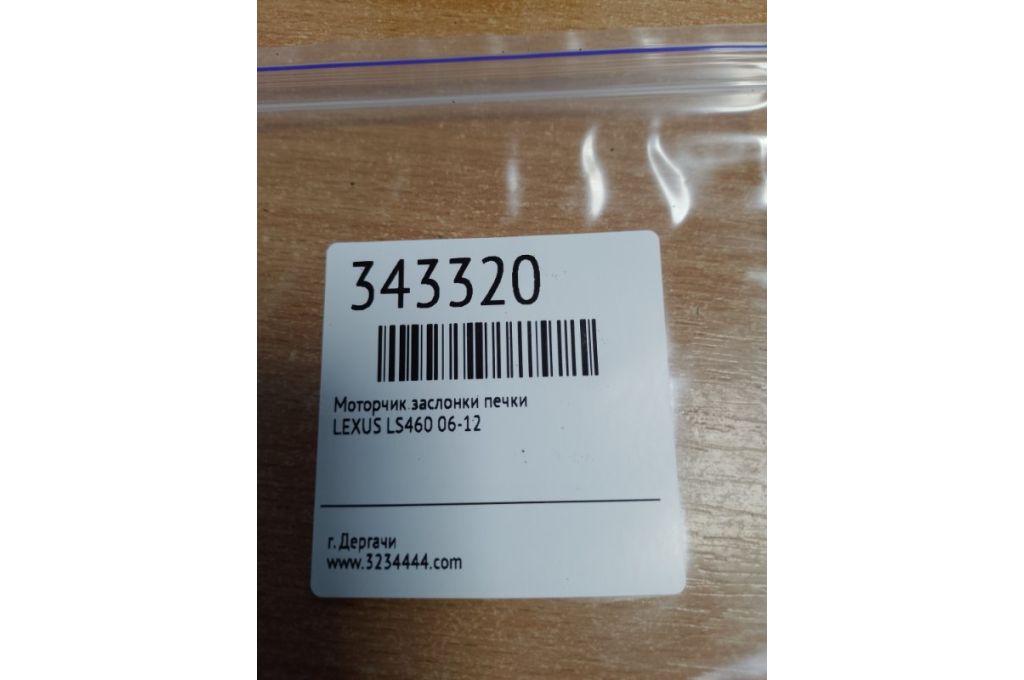 343320
Моторчик заслонки печки
LEXUS LS460 06-12
г. Дергачи
www.3234444.com